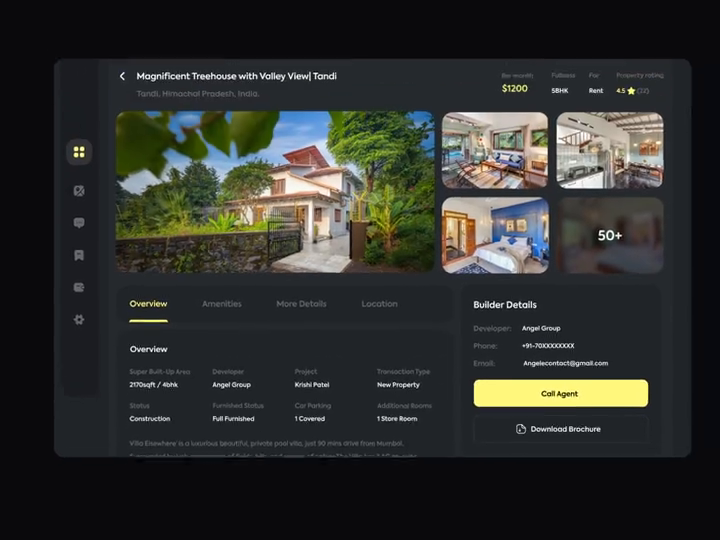 Magnificent Treehouse with Valley View| Tandi
Tandi, Himachal Pradesh, India.
Per month
$1200
Fullases
5BHK
For
Rent
Property rating
4.5 (22)
50+
Overview
Amenities
More Details
Location
Overview
Super Built-Up Area
2170sqft / 4bhk
Developer
Angel Group
Project
Krishi Patel
Transaction Type
New Property
Status
Construction
Furnished Status
Full Furnished
Car Parking
1 Covered
Additional Rooms
1 Store Room
Villa Elsewhere is a luxurious beautiful, private pool villa, just 90 mins drive from Mumbai.
Builder Details
Developer: Angel Group
Phone: +91-70XXXXXXXX
Email: Angelecontact@gmail.com
Call Agent
Download Brochure